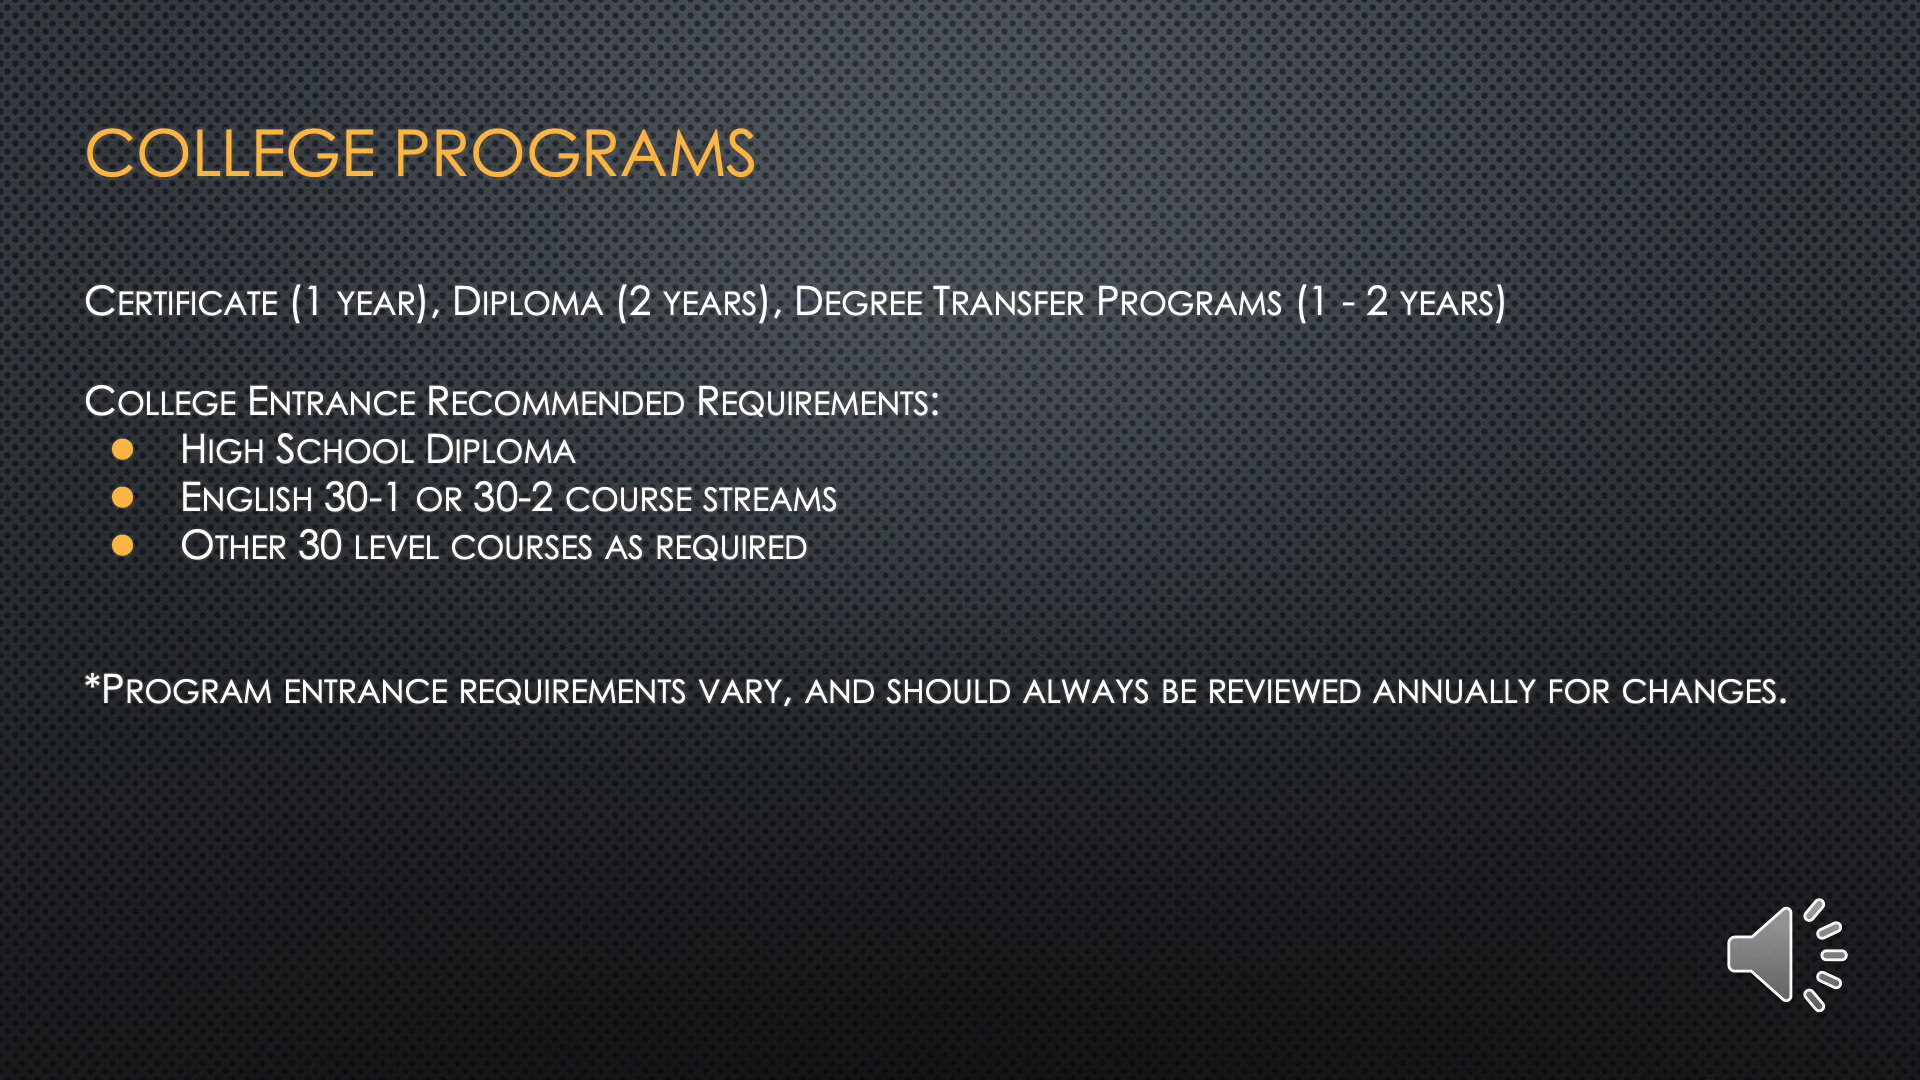 COLLEGE PROGRAMS
Certificate (1 year), Diploma (2 years), Degree Transfer Programs (1 - 2 years)
College Entrance Recommended Requirements:
● High School Diploma
● English 30-1 or 30-2 course streams
● Other 30 level courses as required
*Program entrance requirements vary, and should always be reviewed annually for changes.